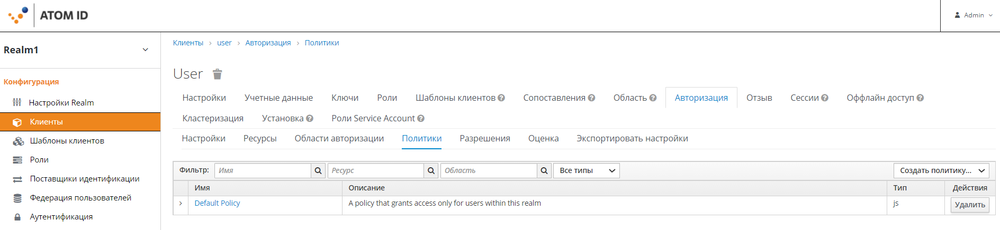 ATOM ID
Admin
Realm1
Клиенты > user > Авторизация > Политики
User
Конфигурация
Настройки Realm
Клиенты
Шаблоны клиентов
Роли
Поставщики идентификации
Федерация пользователей
Аутентификация
Настройки Учетные данные Ключи Роли Шаблоны клиентов ? Сопоставления ? Область ? Авторизация Отзыв Сессии ? Оффлайн доступ ?
Кластеризация Установка ? Роли Service Account ?
Настройки Ресурсы Области авторизации Политики Разрешения Оценка Экспортировать настройки
Фильтр: Имя Ресурс Область Все типы Создать политику...
Имя Описание Тип Действия
Default Policy A policy that grants access only for users within this realm js Удалить